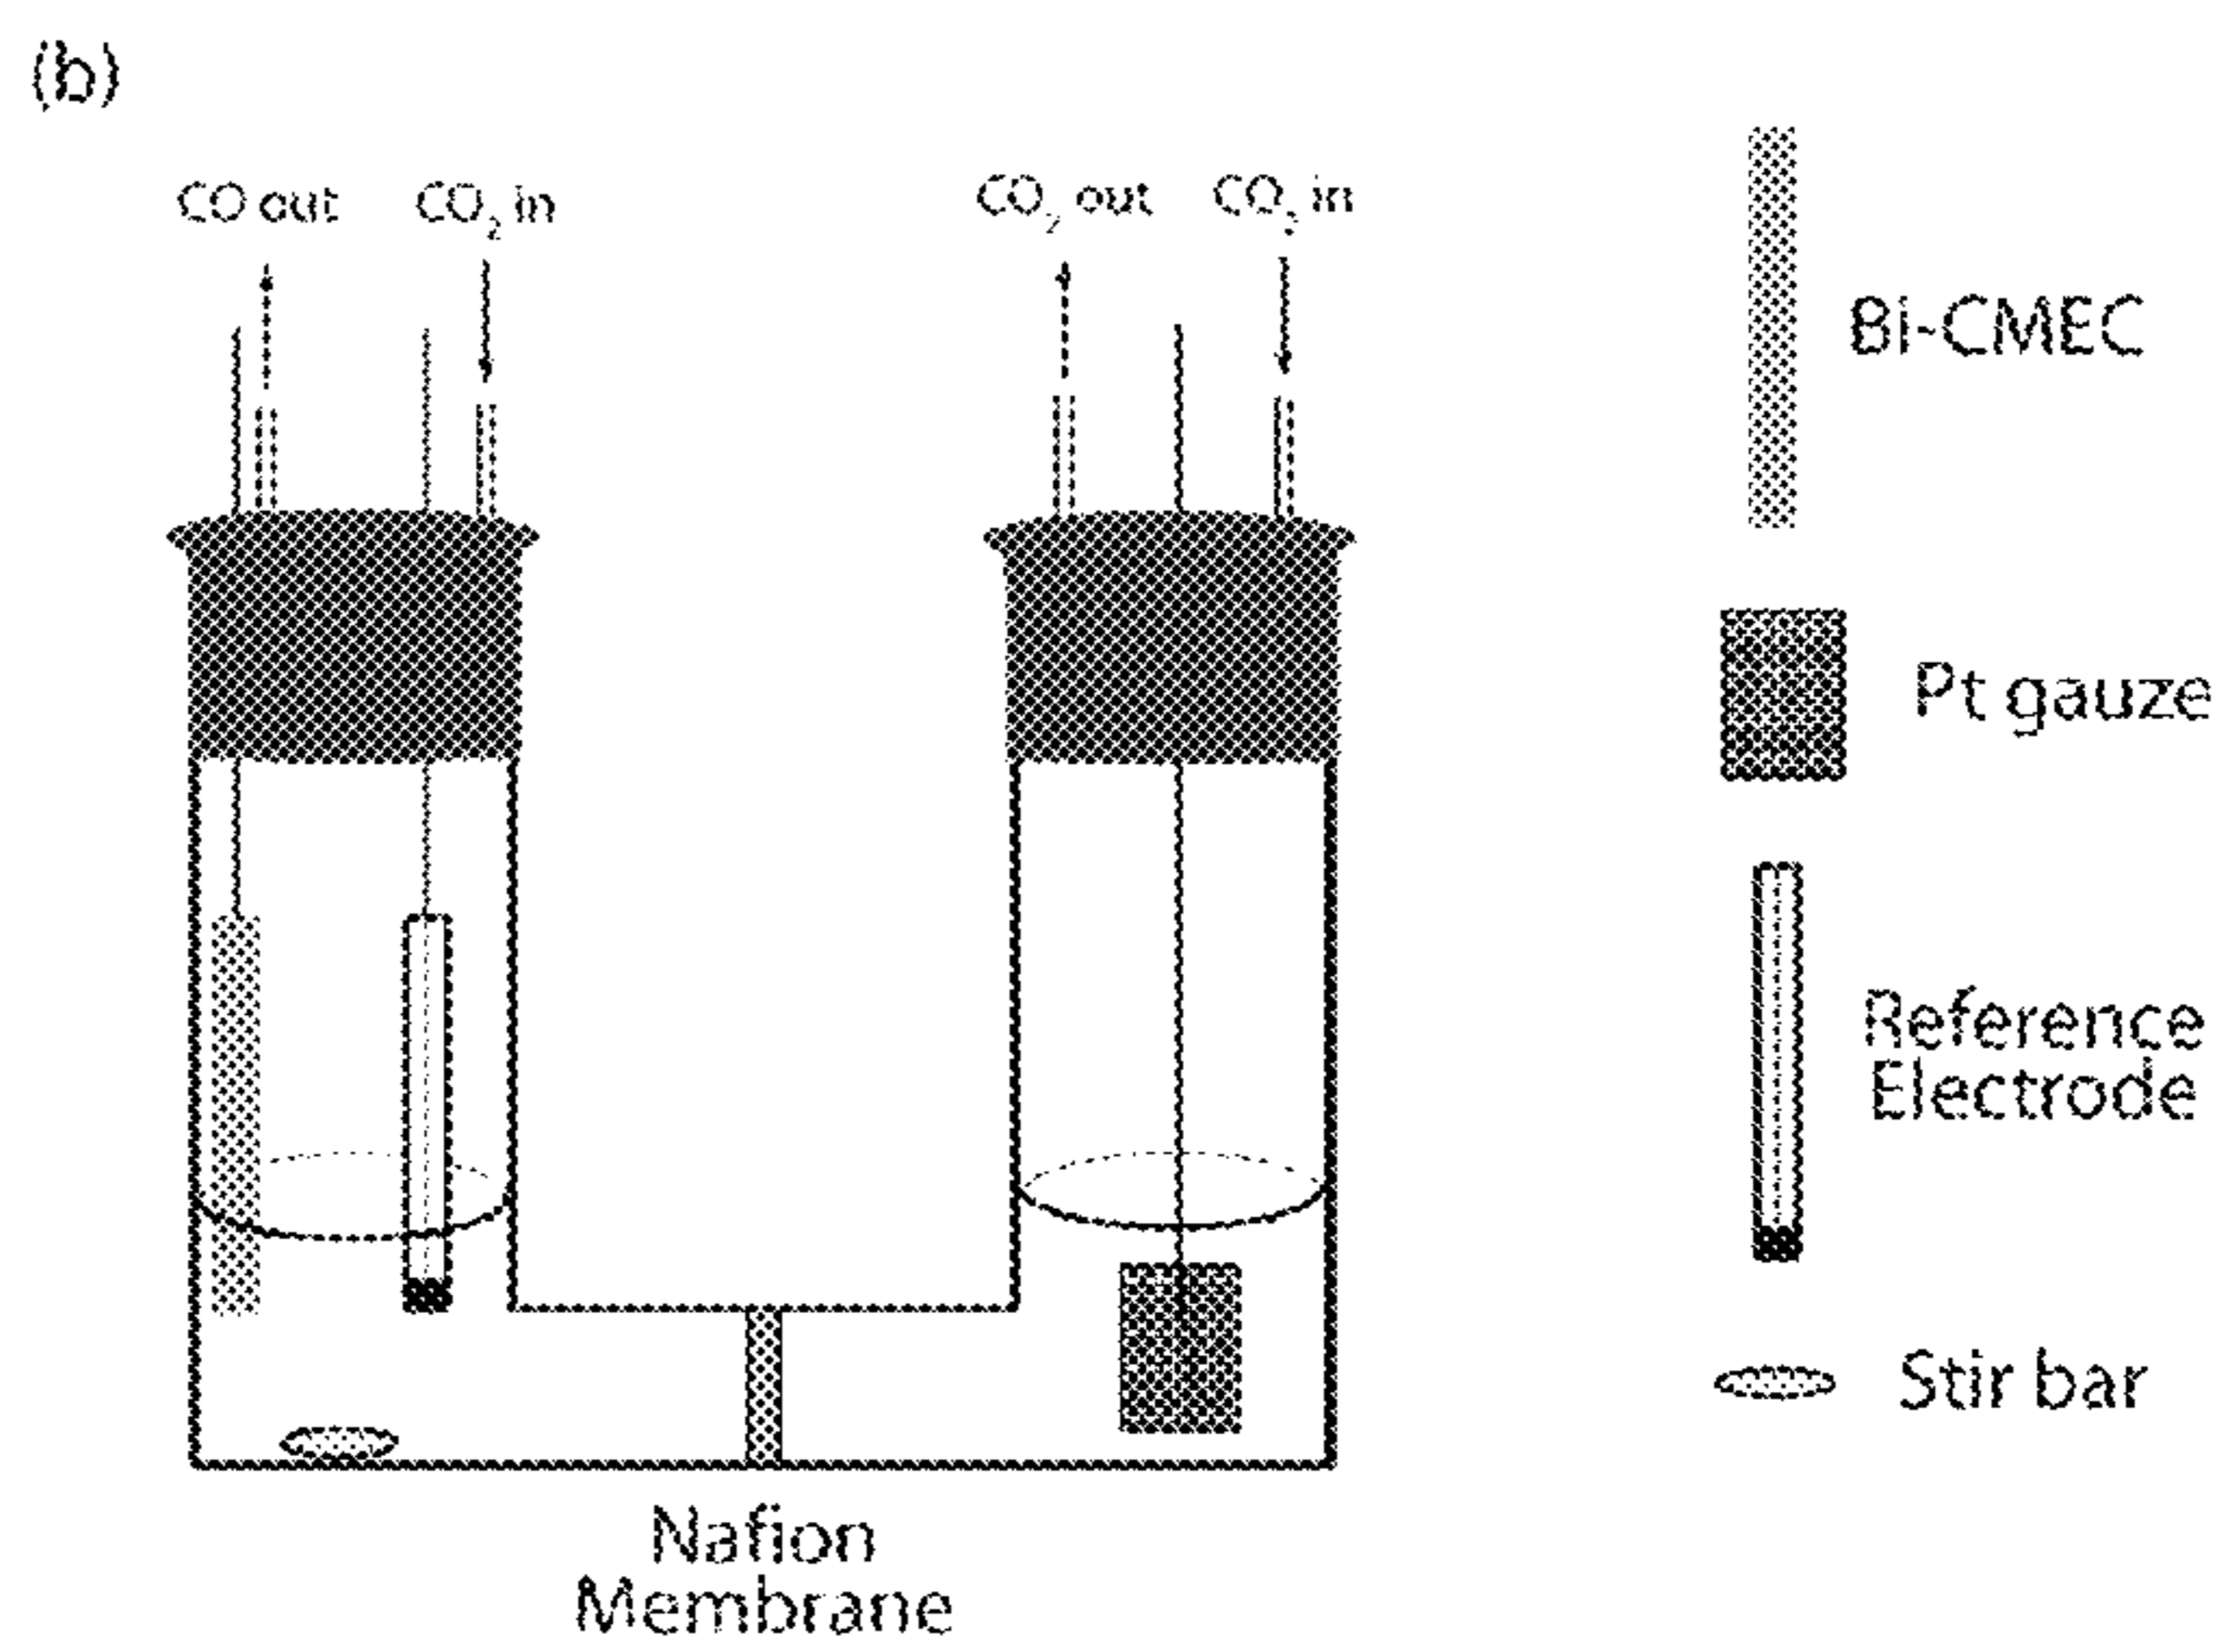 (b)
CO out
CO₂ in
CO₂ out
CO₂ in
Bi-CMEC
Pt gauze
Reference
Electrode
Stir bar
Nafion
Membrane